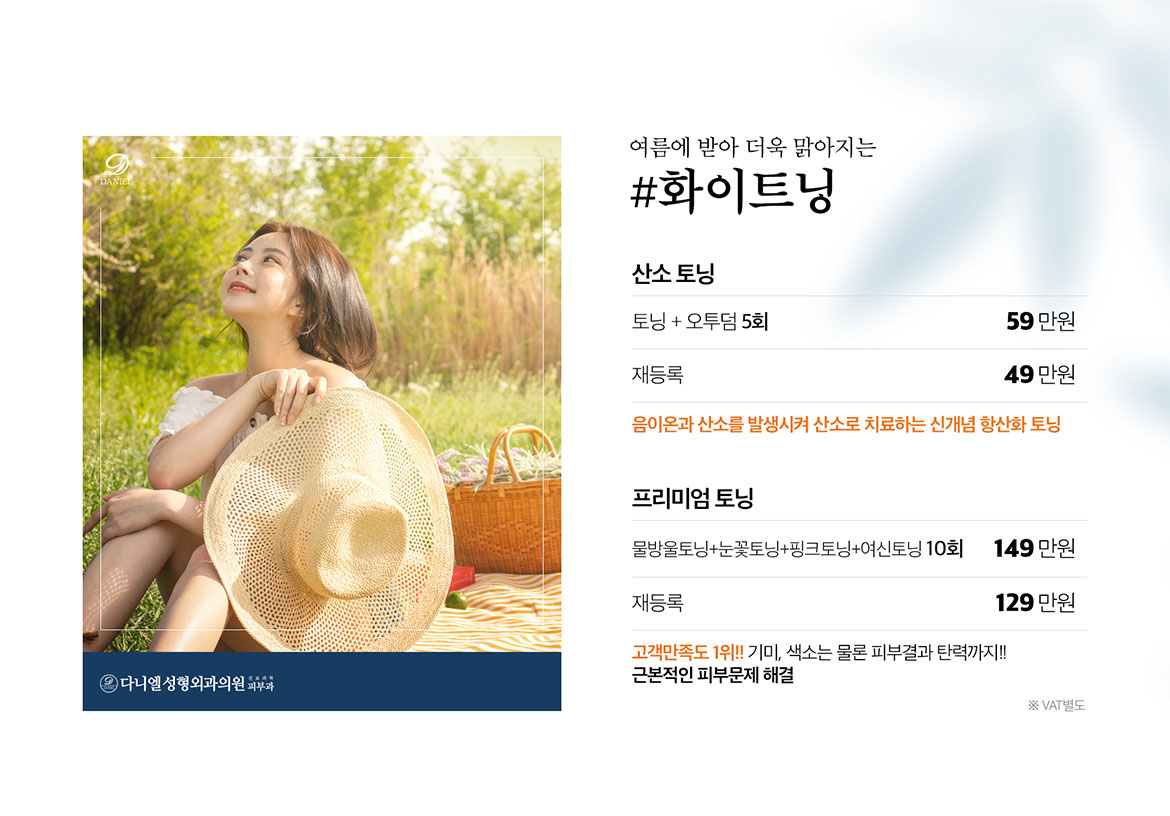 DANIEL
다니엘성형외과의원 진료과목 피부과
여름에 받아 더욱 맑아지는
#화이트닝
산소 토닝
토닝 + 오투덤 5회 59 만원
재등록 49 만원
음이온과 산소를 발생시켜 산소로 치료하는 신개념 항산화 토닝
프리미엄 토닝
물방울토닝+눈꽃토닝+핑크토닝+여신토닝 10회 149 만원
재등록 129 만원
고객만족도 1위!! 기미, 색소는 물론 피부결과 탄력까지!!
근본적인 피부문제 해결
※ VAT별도